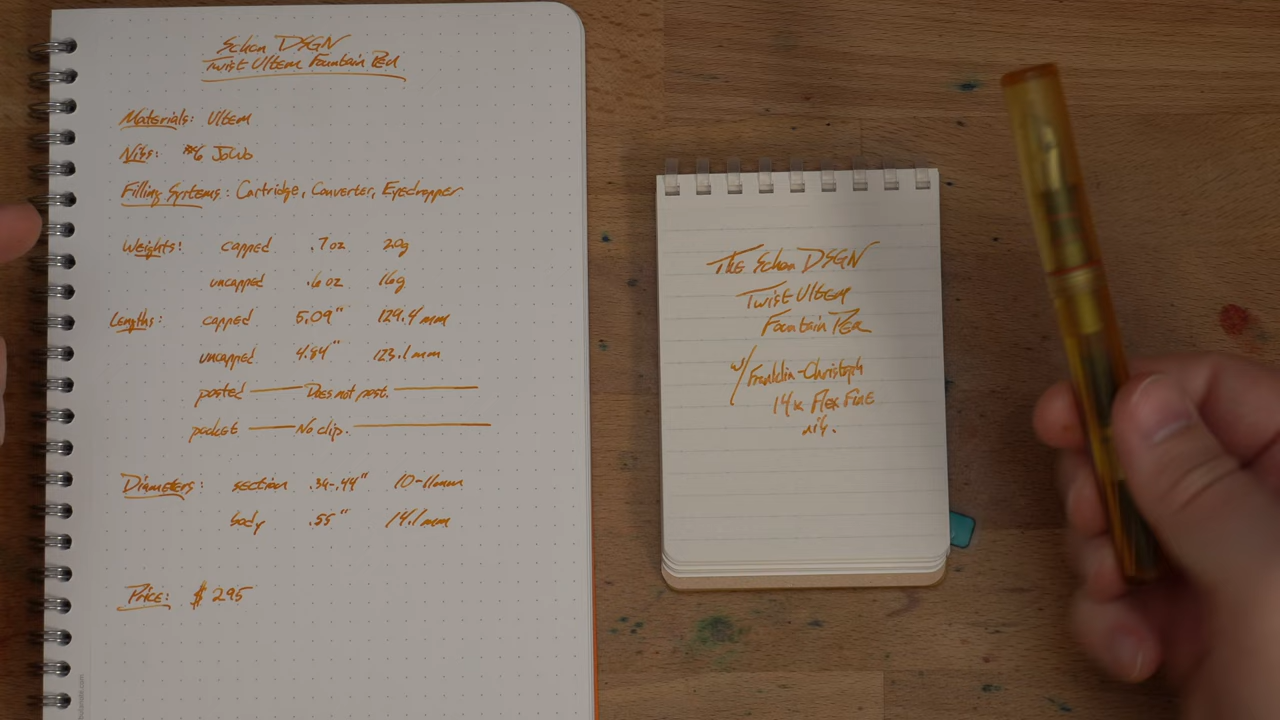 Schon DSGN
Twist Ultem Fountain Pen
Materials: Ultem
Nibs: #6 JoWo
Filling Systems: Cartridge, Converter, Eyedropper
Weights: capped .7oz 20g
uncapped .6oz 16g
Lengths: capped 5.09" 129.4mm
uncapped 4.84" 123.1mm
posted — Does not post. —
pocket — No clip. —
Diameters: section .34-.44" 10-11mm
body .55" 14.1mm
Price: $295
The Schon DSGN
Twist Ultem
Fountain Pen
w/ Franklin-Christoph
14k Flex Fine
nib.